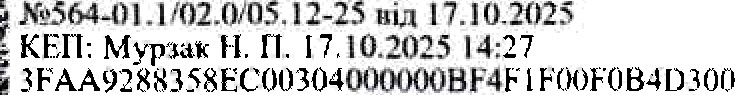 №564-01.1/02.0/05.12-25 від 17.10.2025
КЕП: Мурзак Н. П. 17.10.2025 14:27
3FAA9288358EC00304000000BF4F1F00F0B4D300